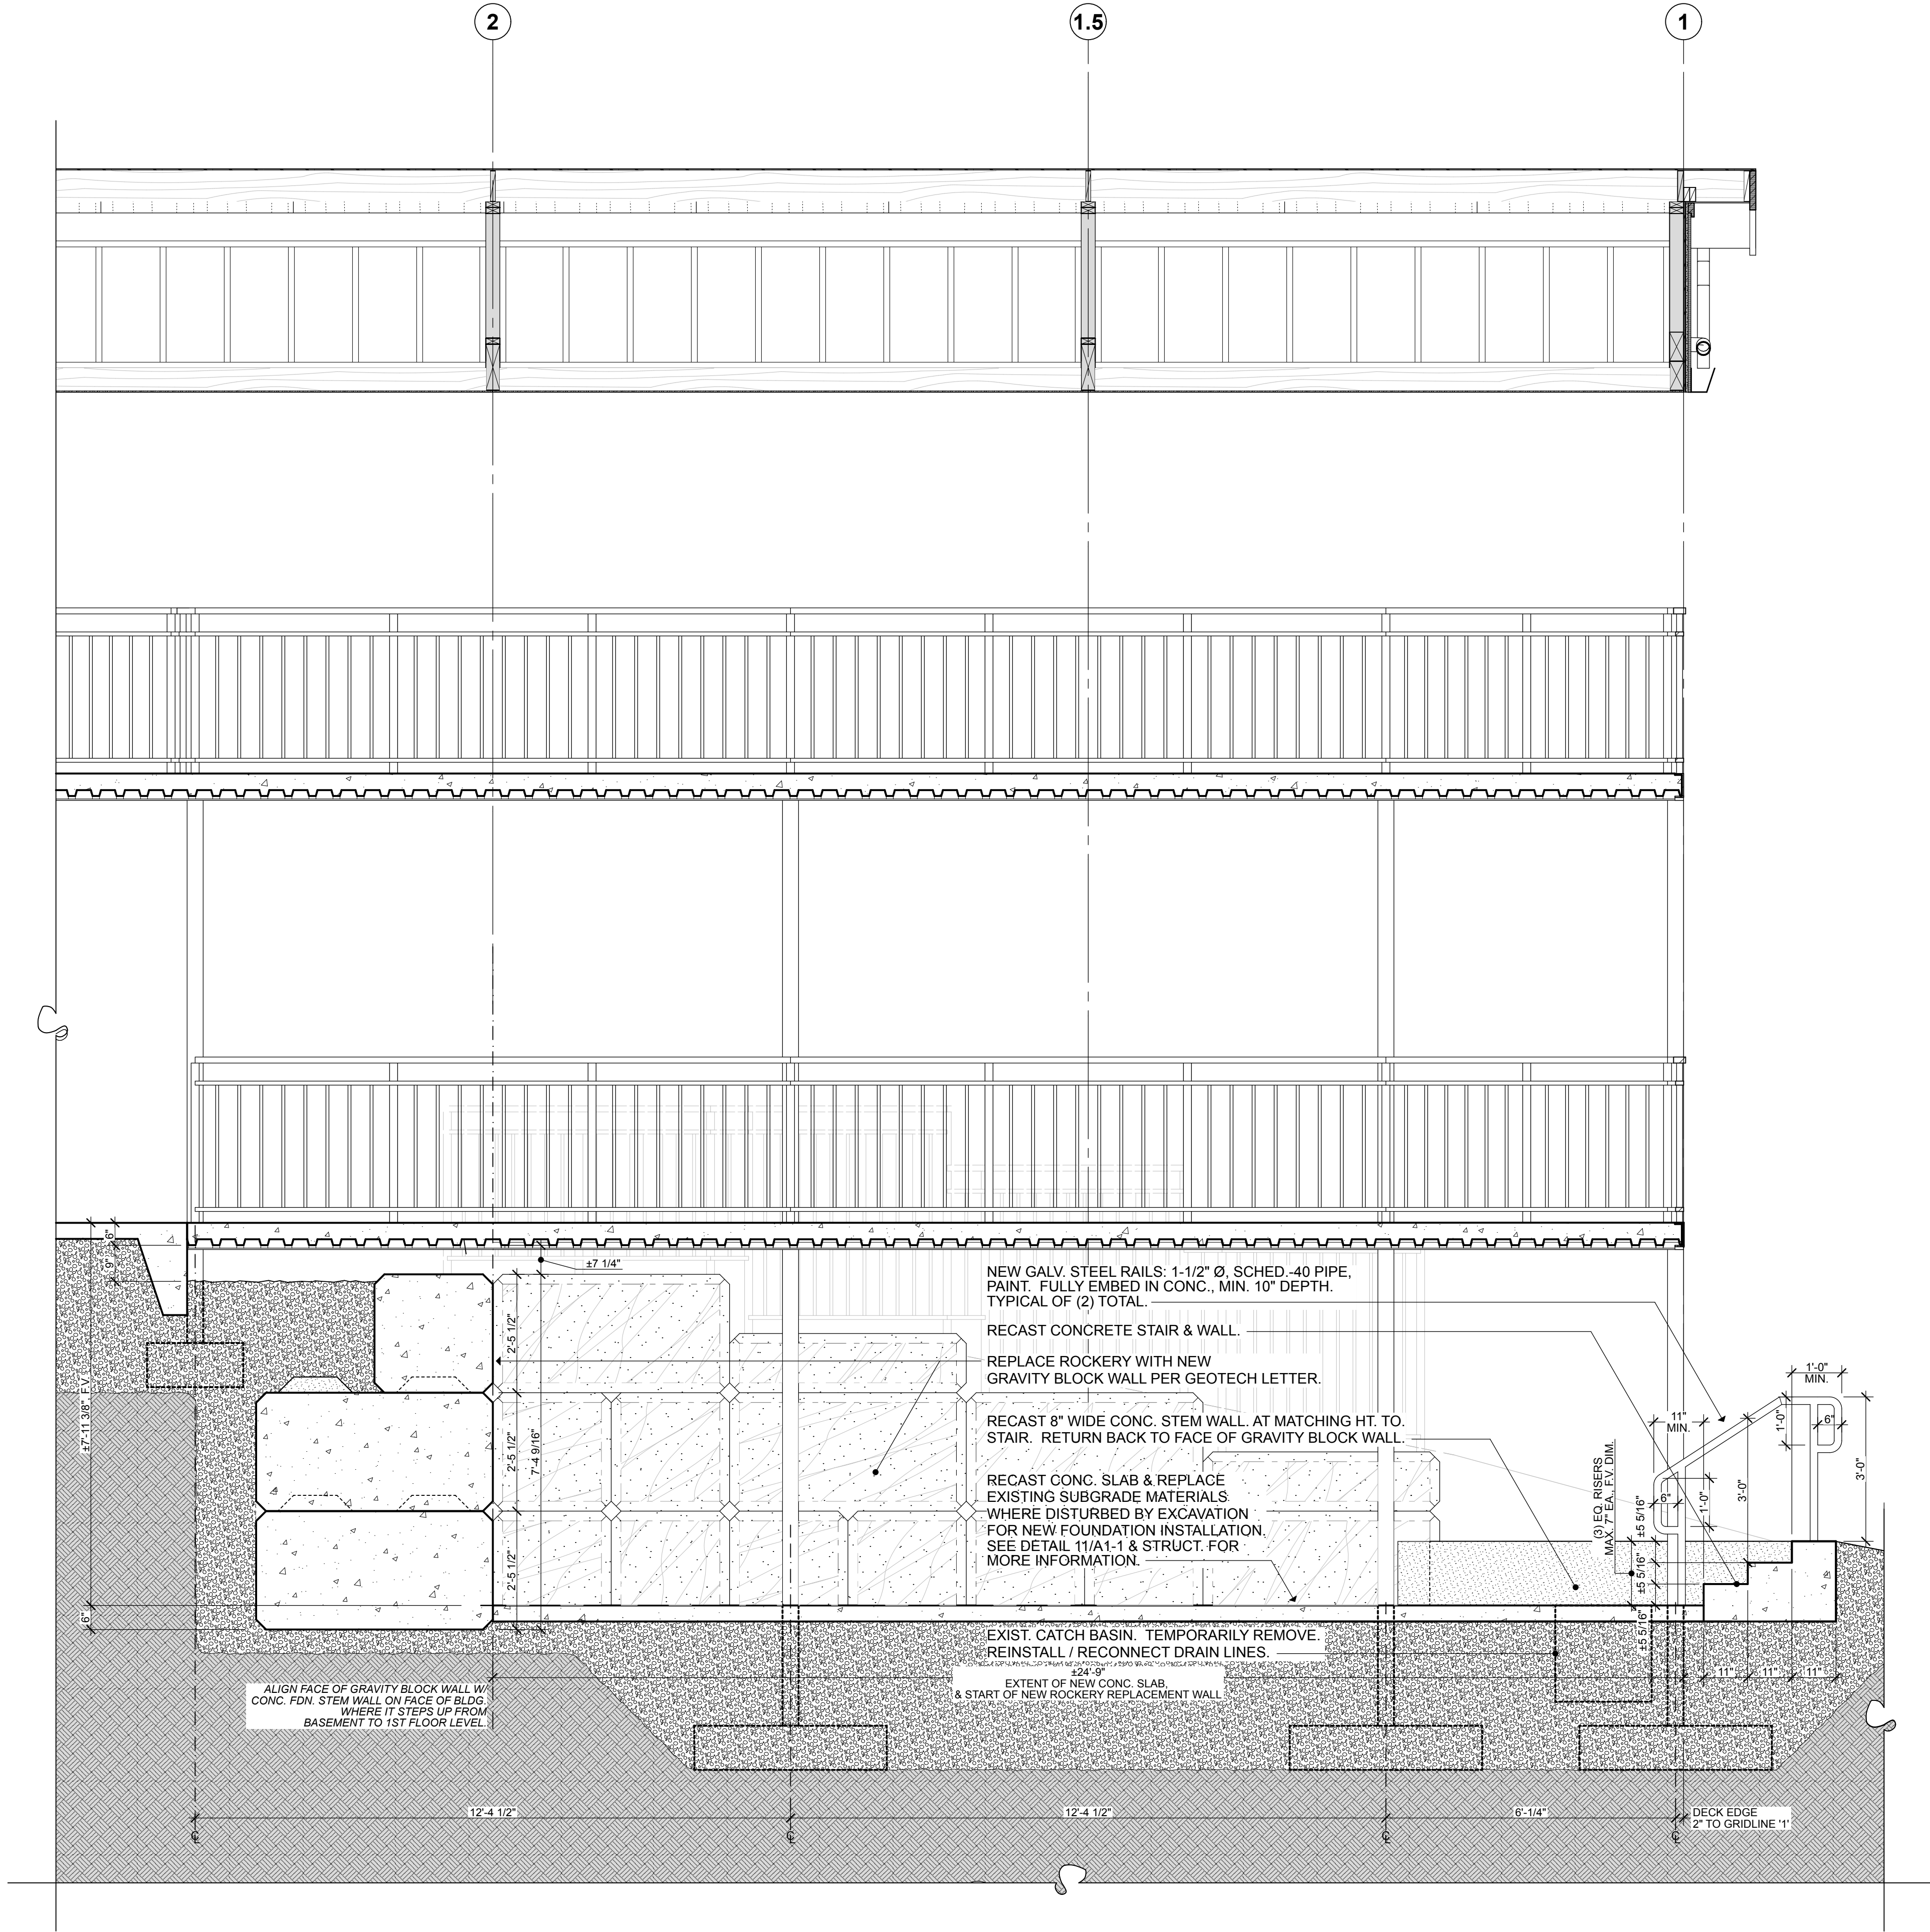 2
1.5
1
6"
9"
±7'-11 3/8" F.V.
6"
±7 1/4"
2'-5 1/2"
2'-5 1/2"
2'-5 1/2"
7'-4 9/16"
NEW GALV. STEEL RAILS: 1-1/2" Ø, SCHED.-40 PIPE,
PAINT. FULLY EMBED IN CONC., MIN. 10" DEPTH.
TYPICAL OF (2) TOTAL.
RECAST CONCRETE STAIR & WALL.
REPLACE ROCKERY WITH NEW
GRAVITY BLOCK WALL PER GEOTECH LETTER.
RECAST 8" WIDE CONC. STEM WALL. AT MATCHING HT. TO.
STAIR. RETURN BACK TO FACE OF GRAVITY BLOCK WALL.
RECAST CONC. SLAB & REPLACE
EXISTING SUBGRADE MATERIALS
WHERE DISTURBED BY EXCAVATION
FOR NEW FOUNDATION INSTALLATION.
SEE DETAIL 11/A1-1 & STRUCT. FOR
MORE INFORMATION.
EXIST. CATCH BASIN. TEMPORARILY REMOVE.
REINSTALL / RECONNECT DRAIN LINES.
±24'-9"
EXTENT OF NEW CONC. SLAB,
& START OF NEW ROCKERY REPLACEMENT WALL
ALIGN FACE OF GRAVITY BLOCK WALL W/
CONC. FDN. STEM WALL ON FACE OF BLDG.
WHERE IT STEPS UP FROM
BASEMENT TO 1ST FLOOR LEVEL.
1'-0"
MIN.
11"
MIN.
1'-0"
6"
3'-0"
6"
1'-0"
3'-0"
(3) EQ. RISERS
MAX. 7" EA., F.V. DIM.
±5 5/16"
±5 5/16"
±5 5/16"
11"
11"
11"
12'-4 1/2"
12'-4 1/2"
6'-1/4"
DECK EDGE
2" TO GRIDLINE '1'
℄
℄
℄
℄